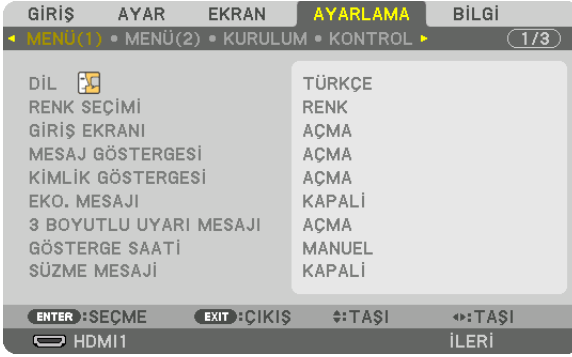 GİRİŞ AYAR EKRAN AYARLAMA BİLGİ
MENÜ(1) • MENÜ(2) • KURULUM • KONTROL 1/3
DİL TÜRKÇE
RENK SEÇİMİ RENK
GİRİŞ EKRANI AÇMA
MESAJ GÖSTERGESİ AÇMA
KİMLİK GÖSTERGESİ AÇMA
EKO. MESAJI KAPALİ
3 BOYUTLU UYARI MESAJI AÇMA
GÖSTERGE SAATİ MANUEL
SÜZME MESAJİ KAPALİ
ENTER :SEÇME EXIT :ÇIKIŞ :TAŞI :TAŞI
HDMI1 İLERİ